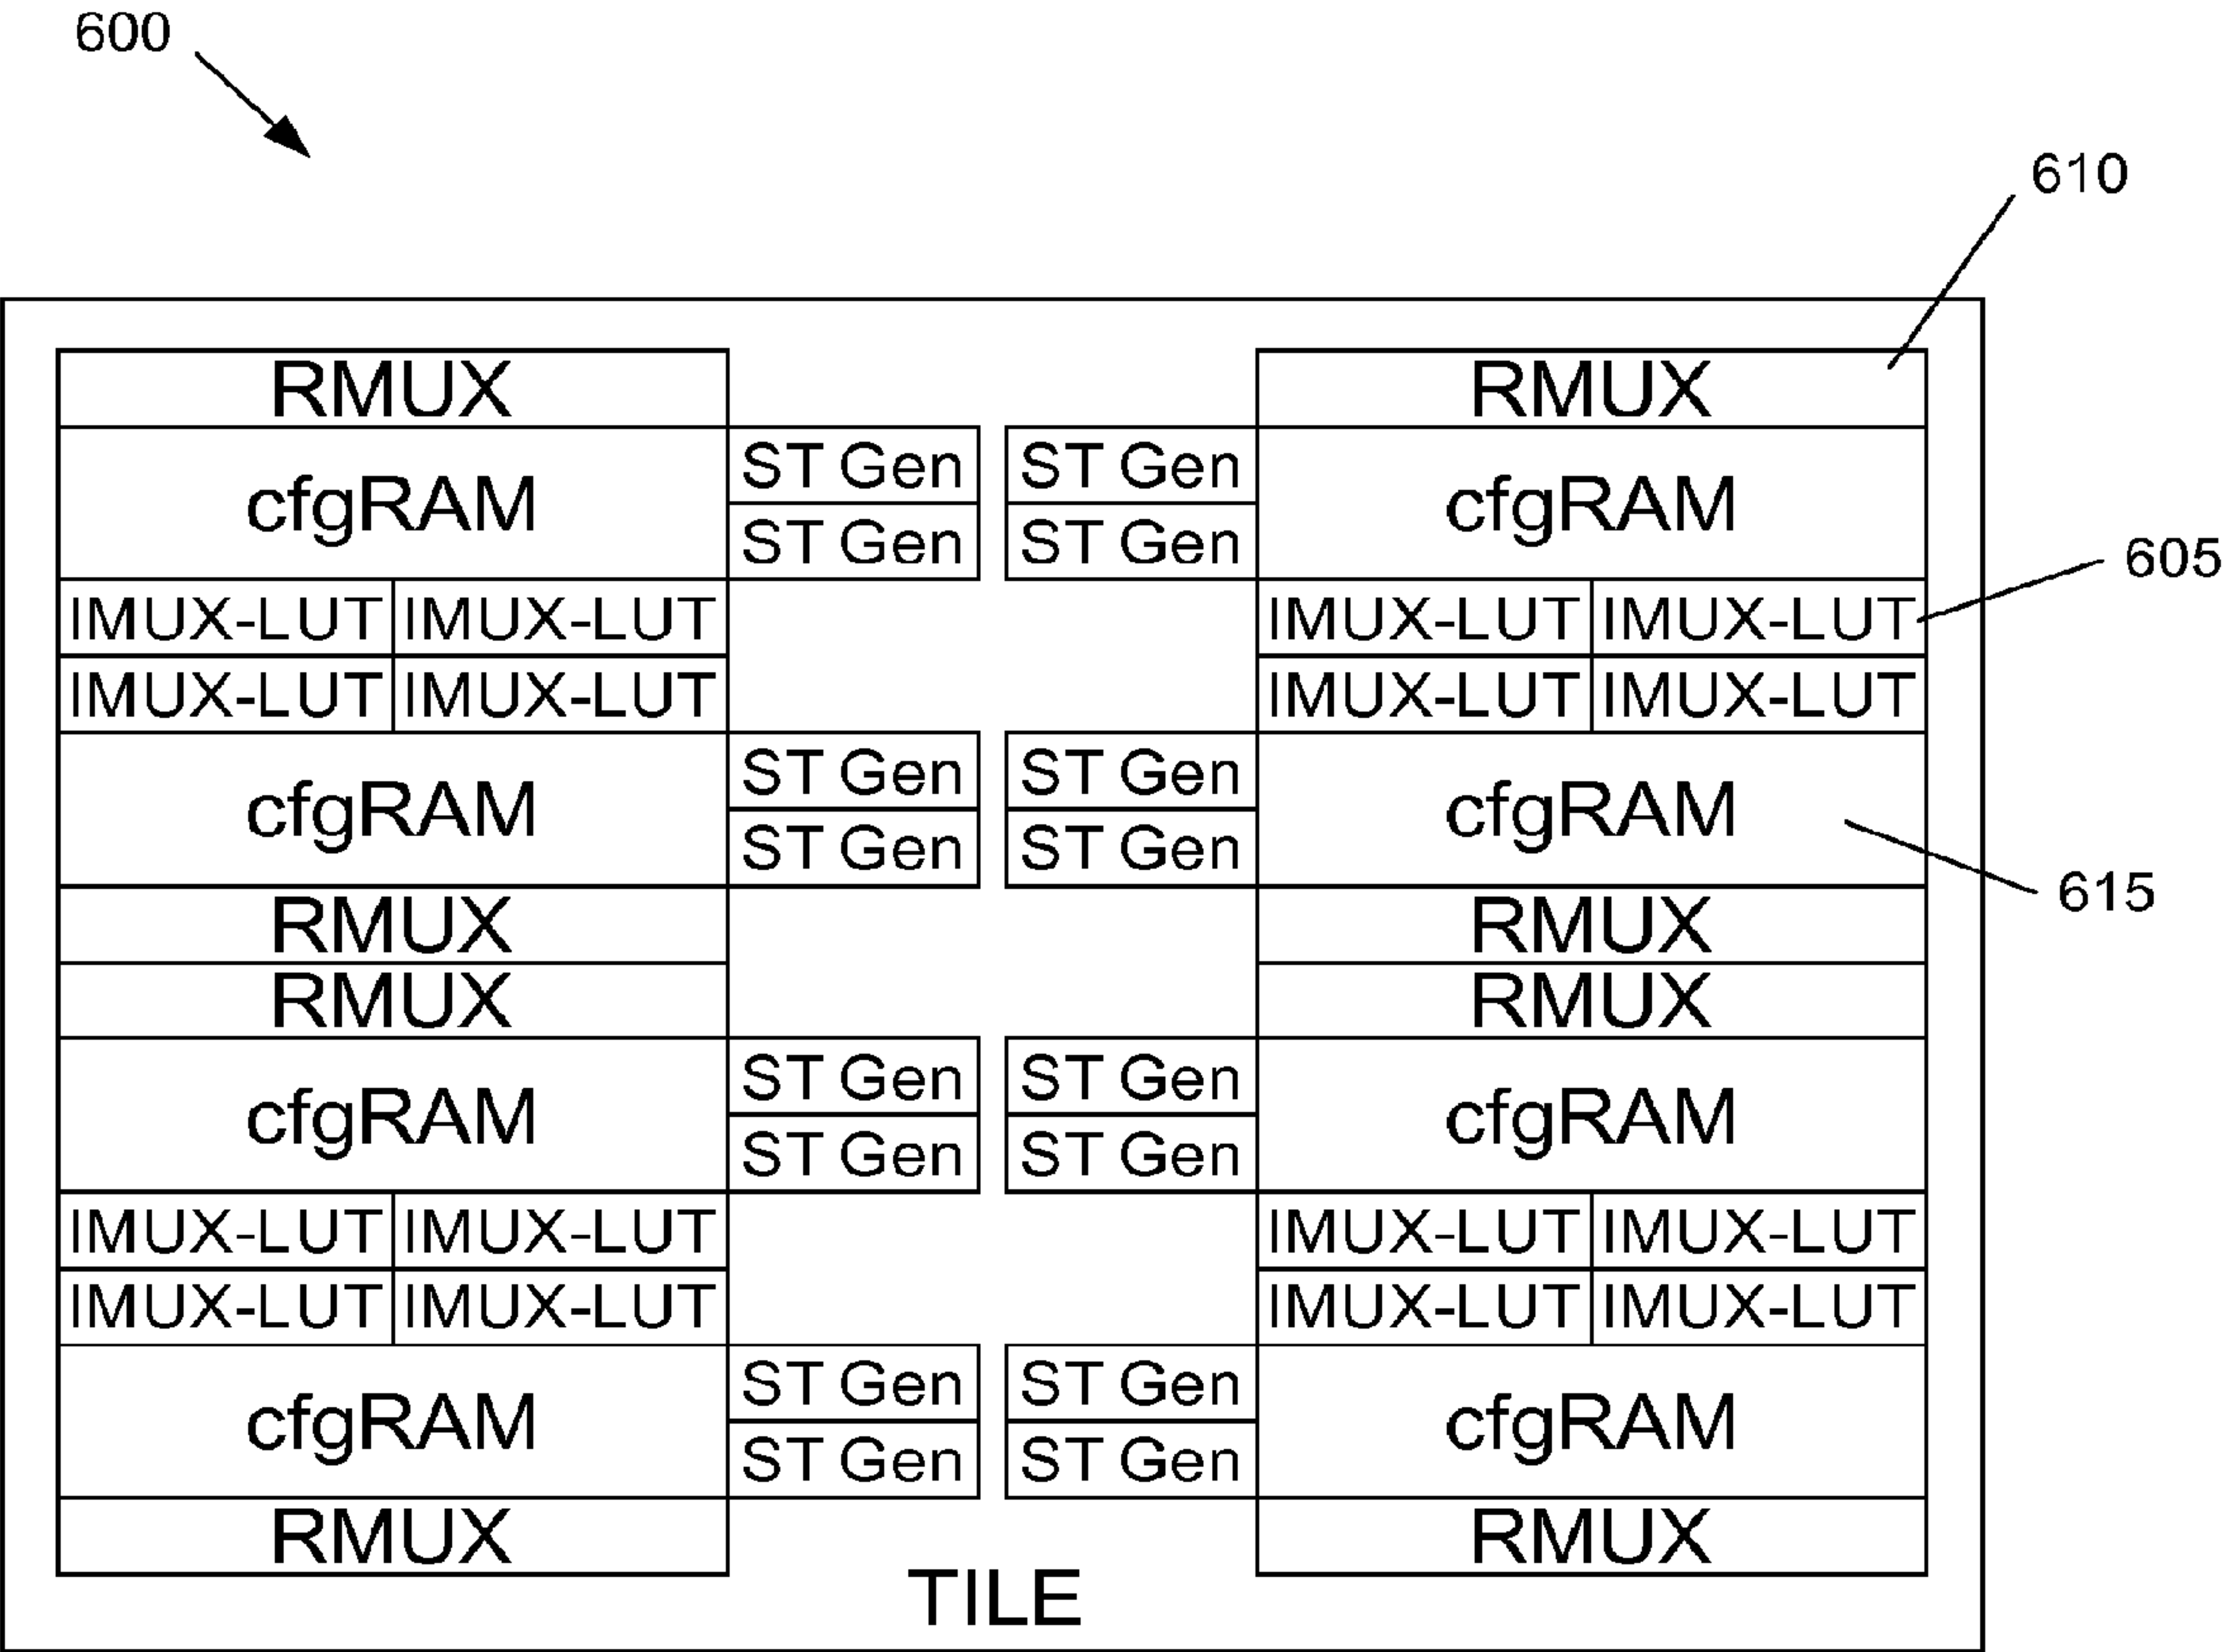 600
610
RMUX RMUX
cfgRAM ST Gen ST Gen cfgRAM
ST Gen ST Gen
605
IMUX-LUT IMUX-LUT IMUX-LUT IMUX-LUT
IMUX-LUT IMUX-LUT IMUX-LUT IMUX-LUT
cfgRAM ST Gen ST Gen cfgRAM
ST Gen ST Gen
615
RMUX RMUX
RMUX RMUX
cfgRAM ST Gen ST Gen cfgRAM
ST Gen ST Gen
IMUX-LUT IMUX-LUT IMUX-LUT IMUX-LUT
IMUX-LUT IMUX-LUT IMUX-LUT IMUX-LUT
cfgRAM ST Gen ST Gen cfgRAM
ST Gen ST Gen
RMUX RMUX
TILE